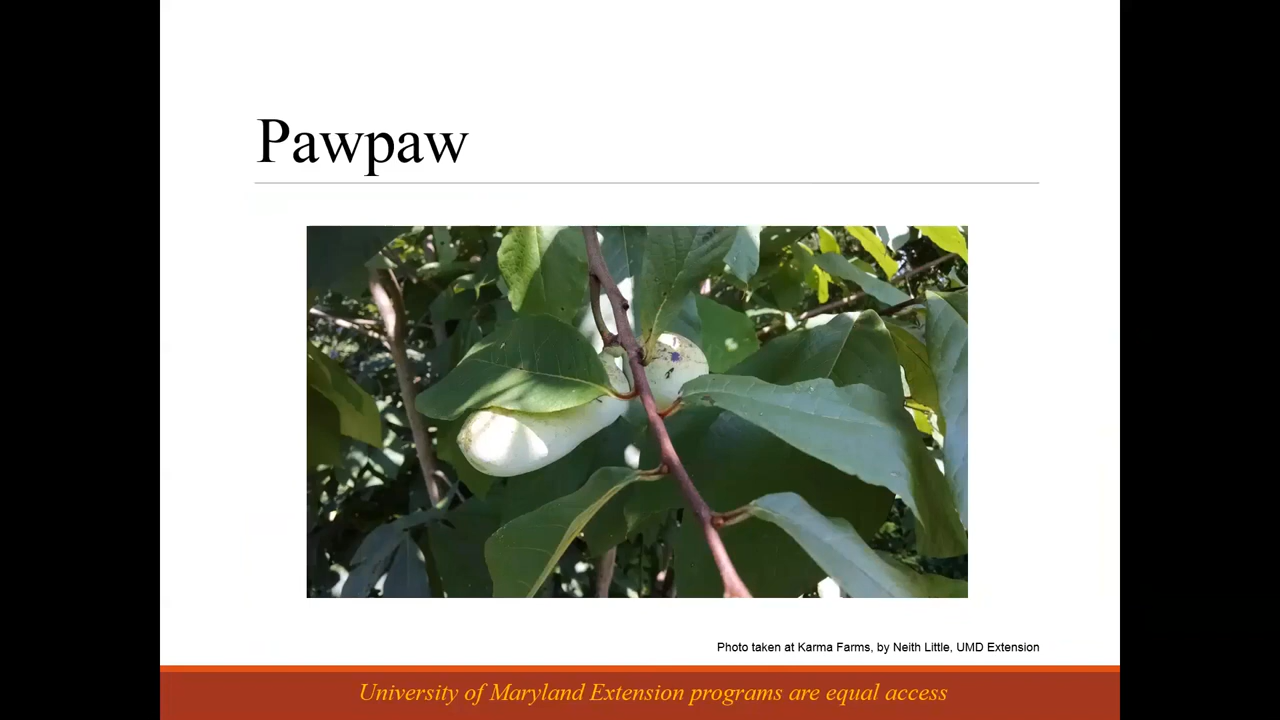 Pawpaw
Photo taken at Karma Farms, by Neith Little, UMD Extension
University of Maryland Extension programs are equal access